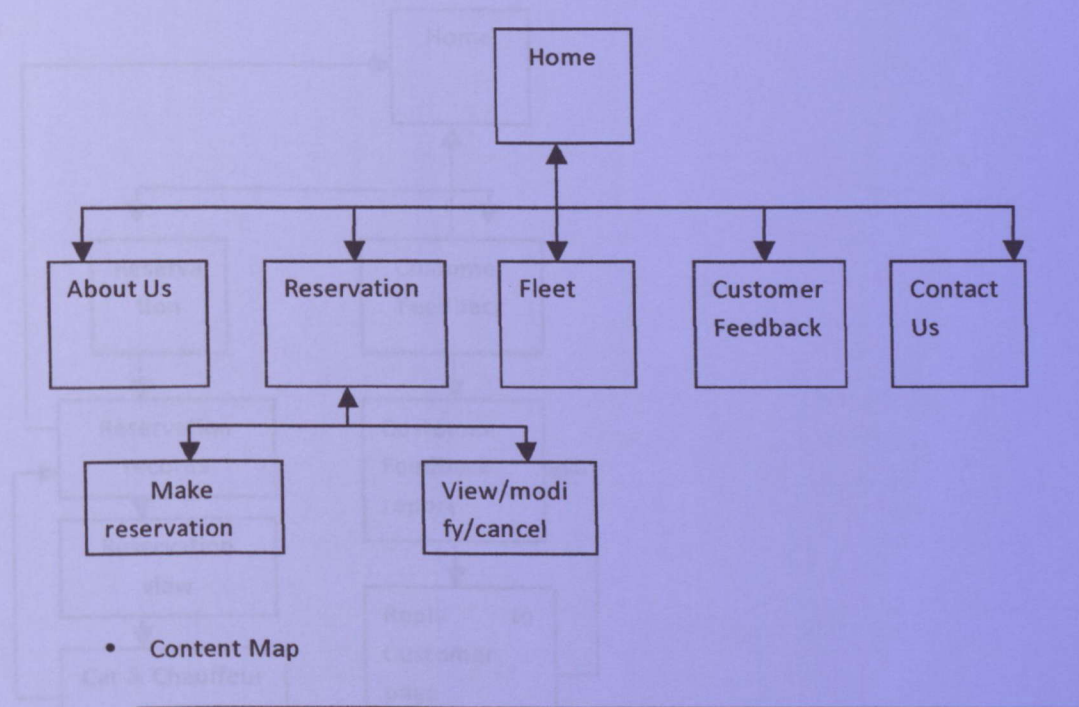 Home
About Us
Reservation
Fleet
Customer
Feedback
Contact
Us
Make
reservation
View/modi
fy/cancel
• Content Map